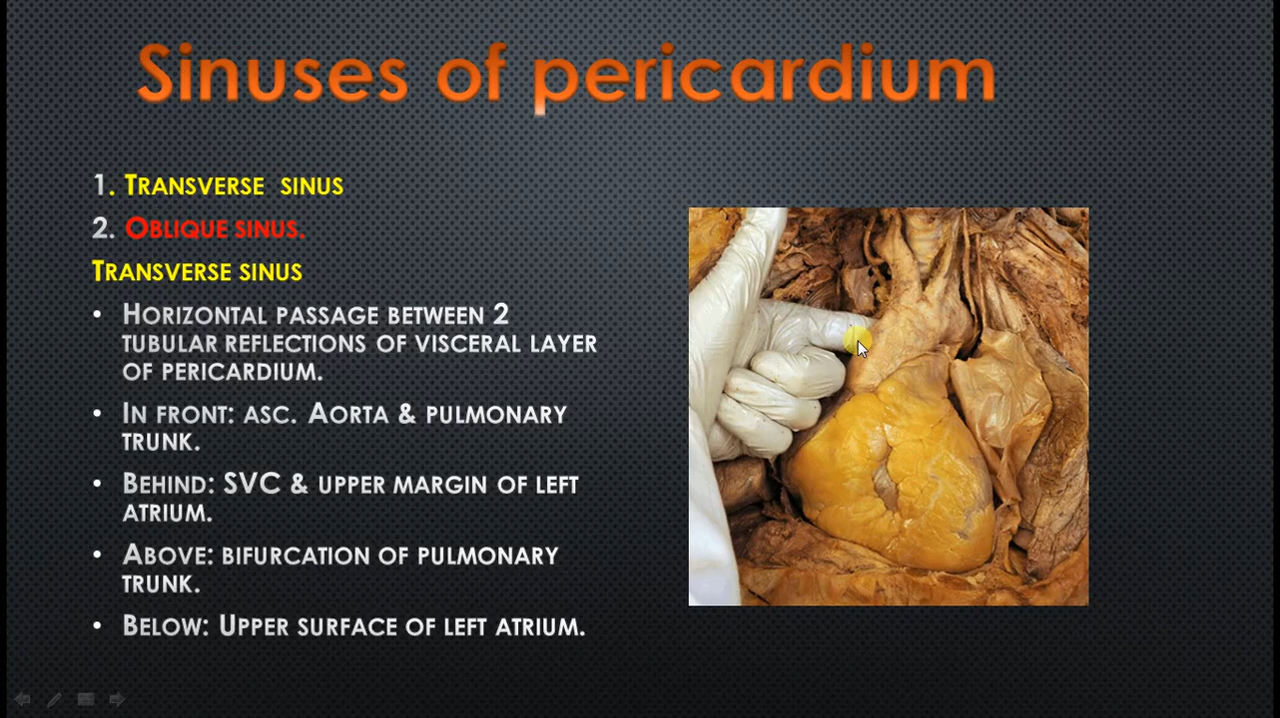 Sinuses of pericardium
1. Transverse sinus
2. Oblique sinus.
Transverse sinus
• Horizontal passage between 2
tubular reflections of visceral layer
of pericardium.
• In front: asc. Aorta & pulmonary
trunk.
• Behind: SVC & upper margin of left
atrium.
• Above: bifurcation of pulmonary
trunk.
• Below: Upper surface of left atrium.